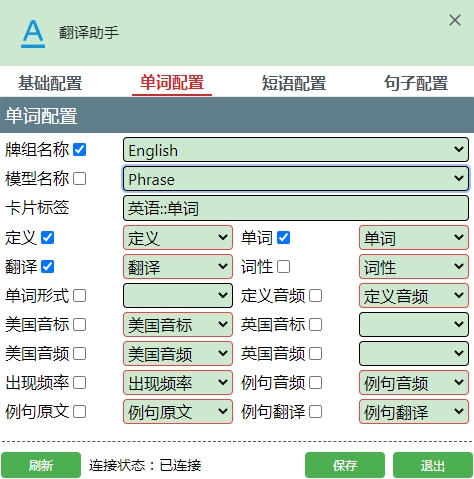 翻译助手
基础配置 单词配置 短语配置 句子配置
单词配置
牌组名称 English
模型名称 Phrase
卡片标签 英语::单词
定义 定义 单词 单词
翻译 翻译 词性 词性
单词形式 定义音频 定义音频
美国音标 美国音标 英国音标
美国音频 美国音频 英国音频
出现频率 出现频率 例句音频 例句音频
例句原文 例句原文 例句翻译 例句翻译
刷新 连接状态：已连接 保存 退出